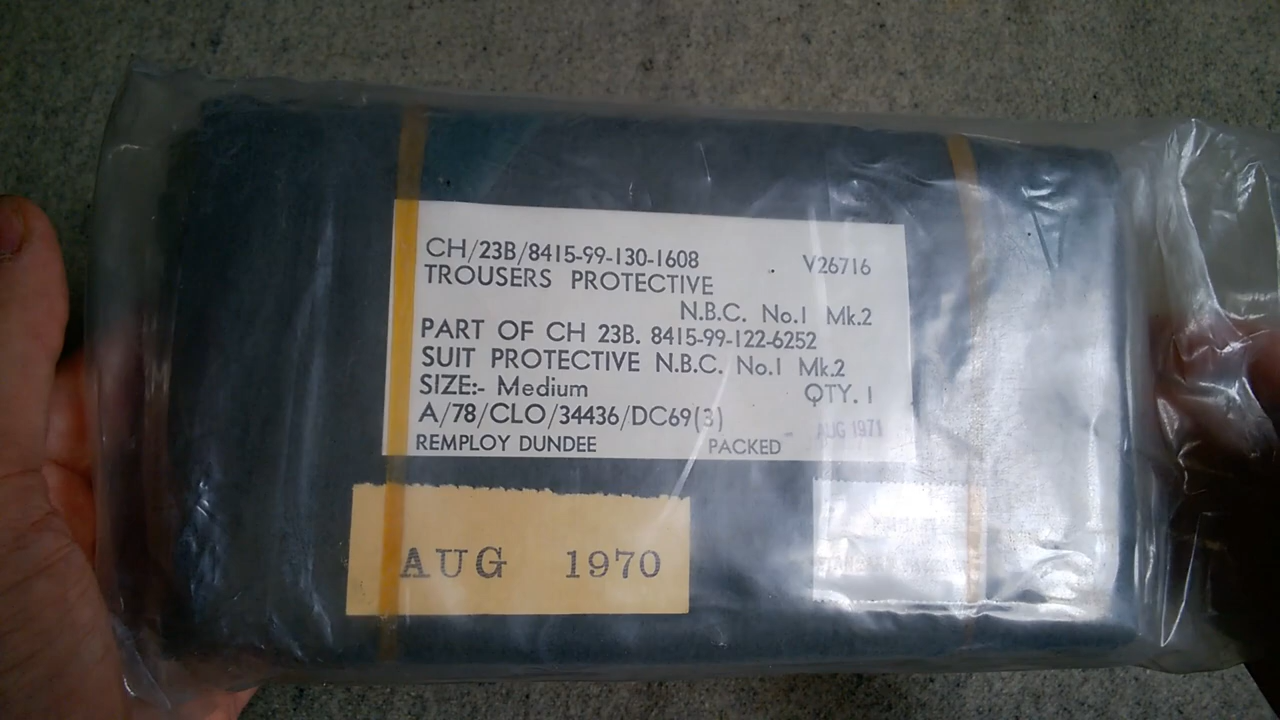 CH/23B/8415-99-130-1608 V26716
TROUSERS PROTECTIVE
N.B.C. No.1 Mk.2
PART OF CH 23B. 8415-99-122-6252
SUIT PROTECTIVE N.B.C. No.1 Mk.2
SIZE:- Medium QTY. 1
A/78/CLO/34436/DC69(3)
REMPLOY DUNDEE PACKED AUG 1971
AUG 1970